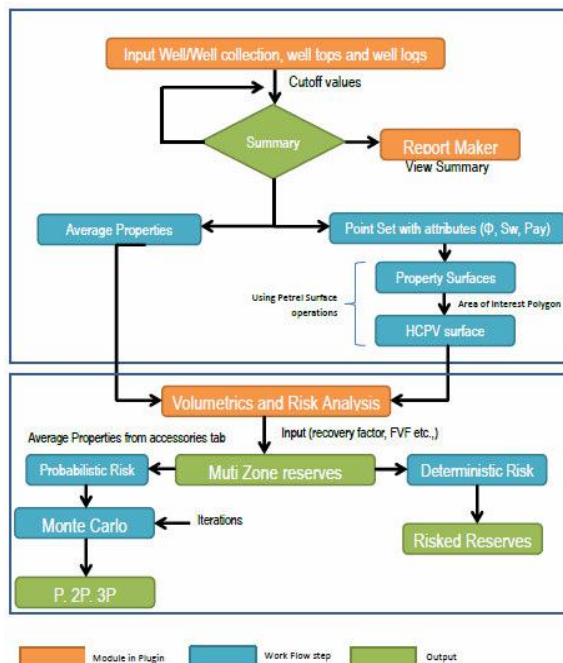 Input Well/Well collection, well tops and well logs
Cutoff values
Summary
Report Maker
View Summary
Average Properties
Point Set with attributes (Φ, Sw, Pay)
Property Surfaces
Using Petrel Surface
operations
Area of Interest Polygon
HCPV surface
Volumetrics and Risk Analysis
Average Properties from accessories tab
Input (recovery factor, FVF etc.,)
Probabilistic Risk
Muti Zone reserves
Deterministic Risk
Monte Carlo
Iterations
Risked Reserves
P. 2P. 3P
Module in Plugin
Work Flow step
Output